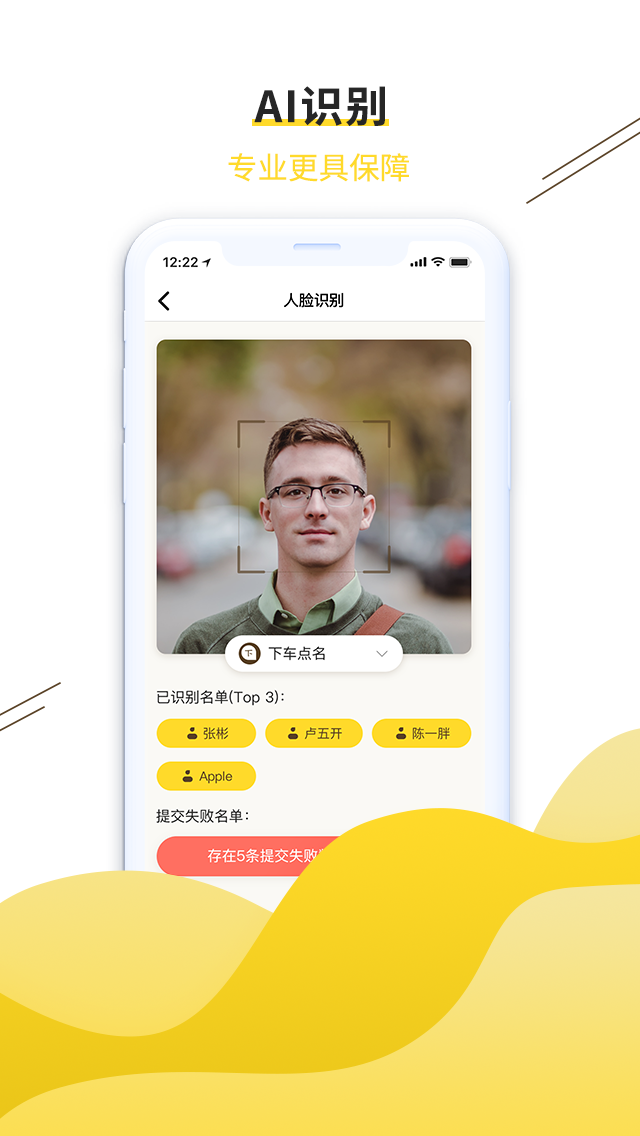 AI识别
专业更具保障
12:22
人脸识别
下 下车点名
已识别名单(Top 3):
张彬 卢五开 陈一胖
Apple
提交失败名单:
存在5条提交失败